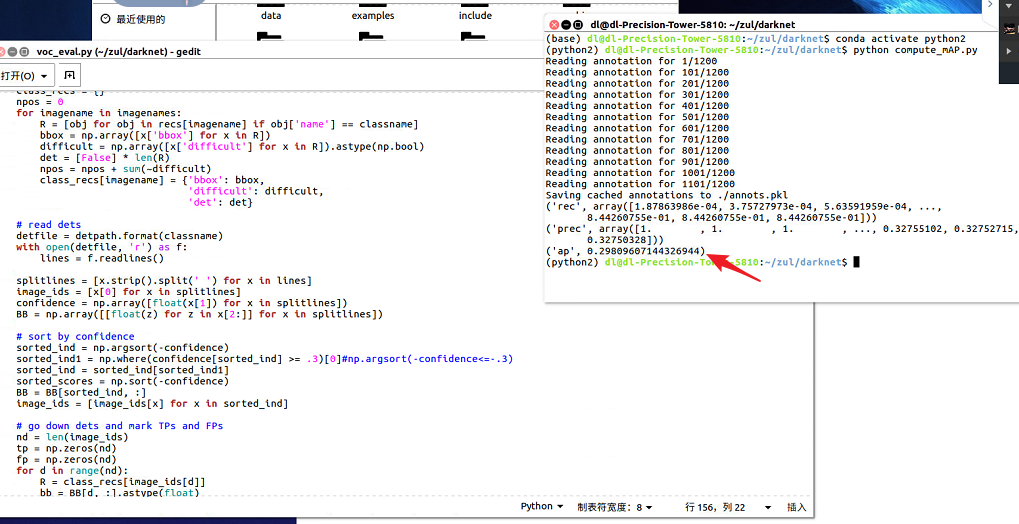 最近使用的
data
examples
include
voc_eval.py (~/zul/darknet) - gedit
打开(O)
class_recs = {}
npos = 0
for imagename in imagenames:
R = [obj for obj in recs[imagename] if obj['name'] == classname]
bbox = np.array([x['bbox'] for x in R])
difficult = np.array([x['difficult'] for x in R]).astype(np.bool)
det = [False] * len(R)
npos = npos + sum(~difficult)
class_recs[imagename] = {'bbox': bbox,
'difficult': difficult,
'det': det}
# read dets
detfile = detpath.format(classname)
with open(detfile, 'r') as f:
lines = f.readlines()
splitlines = [x.strip().split(' ') for x in lines]
image_ids = [x[0] for x in splitlines]
confidence = np.array([float(x[1]) for x in splitlines])
BB = np.array([[float(z) for z in x[2:]] for x in splitlines])
# sort by confidence
sorted_ind = np.argsort(-confidence)
sorted_ind1 = np.where(confidence[sorted_ind] >= .3)[0]#np.argsort(-confidence<=-.3)
sorted_ind = sorted_ind[sorted_ind1]
sorted_scores = np.sort(-confidence)
BB = BB[sorted_ind, :]
image_ids = [image_ids[x] for x in sorted_ind]
# go down dets and mark TPs and FPs
nd = len(image_ids)
tp = np.zeros(nd)
fp = np.zeros(nd)
for d in range(nd):
R = class_recs[image_ids[d]]
bb = BB[d, :].astype(float)
Python 制表符宽度：8 行 156，列 22 插入
dl@dl-Precision-Tower-5810: ~/zul/darknet
(base) dl@dl-Precision-Tower-5810:~/zul/darknet$ conda activate python2
(python2) dl@dl-Precision-Tower-5810:~/zul/darknet$ python compute_mAP.py
Reading annotation for 1/1200
Reading annotation for 101/1200
Reading annotation for 201/1200
Reading annotation for 301/1200
Reading annotation for 401/1200
Reading annotation for 501/1200
Reading annotation for 601/1200
Reading annotation for 701/1200
Reading annotation for 801/1200
Reading annotation for 901/1200
Reading annotation for 1001/1200
Reading annotation for 1101/1200
Saving cached annotations to ./annots.pkl
('rec', array([1.87863986e-04, 3.75727973e-04, 5.63591959e-04, ...,
8.44260755e-01, 8.44260755e-01, 8.44260755e-01]))
('prec', array([1. , 1. , 1. , ..., 0.32755102, 0.32752715,
0.32750328]))
('ap', 0.29809607144326944)
(python2) dl@dl-Precision-Tower-5810:~/zul/darknet$